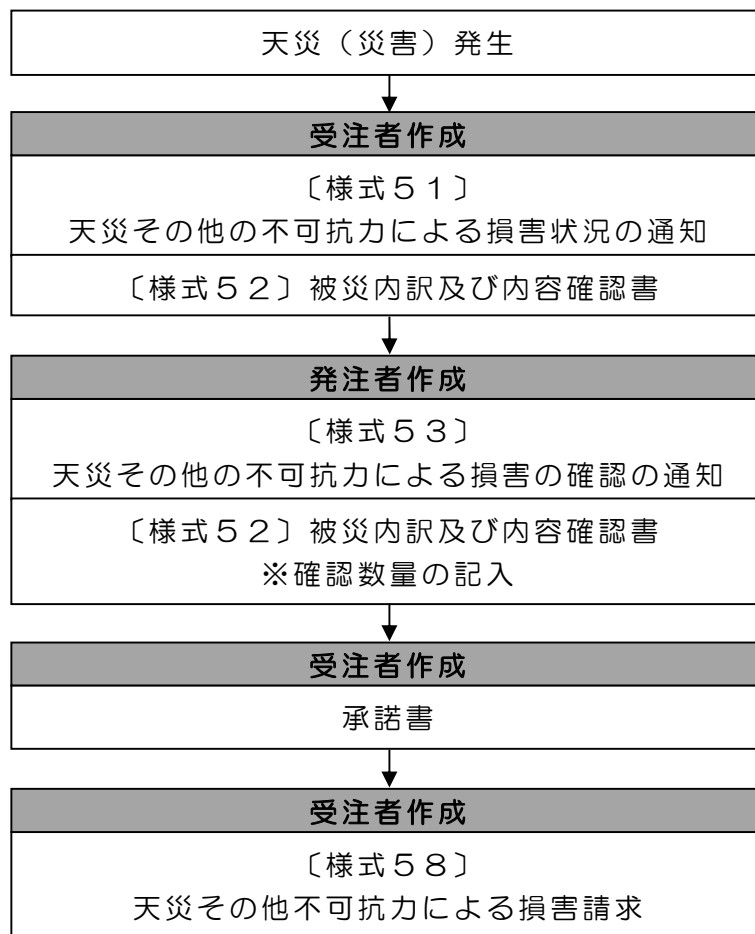 天災（災害）発生
受注者作成
〔様式５１〕
天災その他の不可抗力による損害状況の通知
〔様式５２〕被災内訳及び内容確認書
発注者作成
〔様式５３〕
天災その他の不可抗力による損害の確認の通知
〔様式５２〕被災内訳及び内容確認書
※確認数量の記入
受注者作成
承諾書
受注者作成
〔様式５８〕
天災その他不可抗力による損害請求